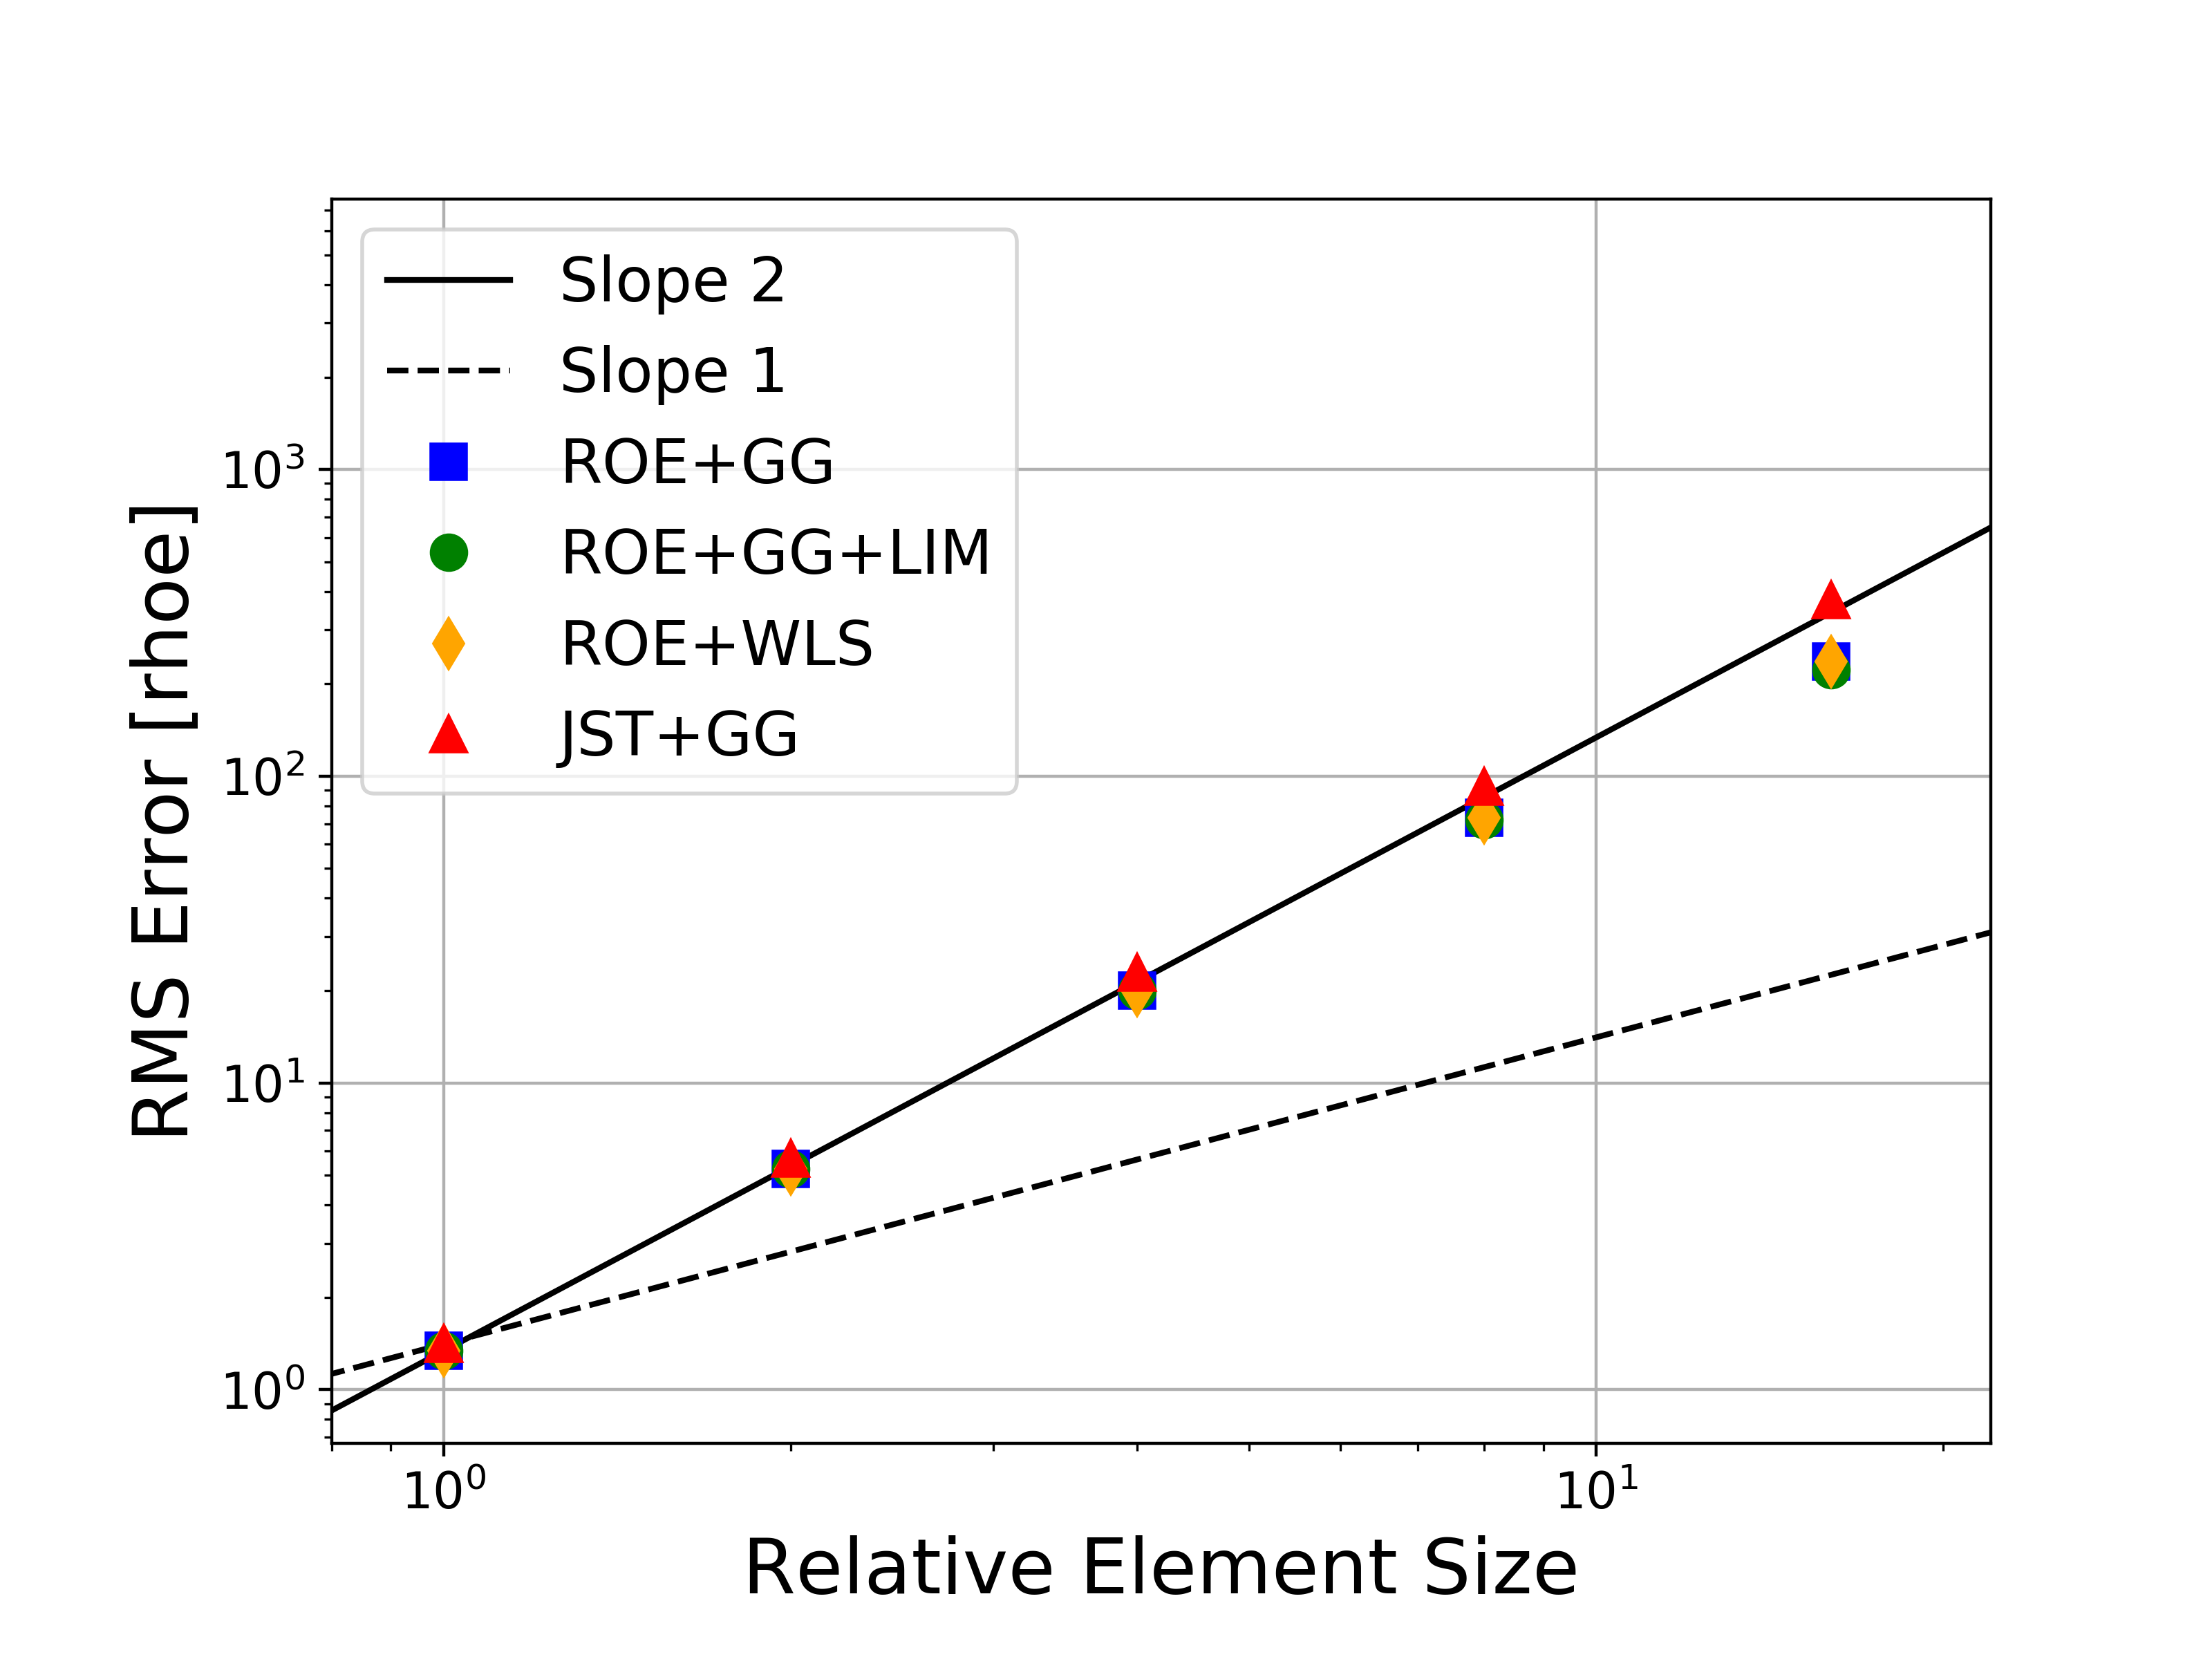 Slope 2
Slope 1
ROE+GG
ROE+GG+LIM
ROE+WLS
JST+GG
10³
10²
10¹
10⁰
RMS Error [rhoe]
10⁰
10¹
Relative Element Size